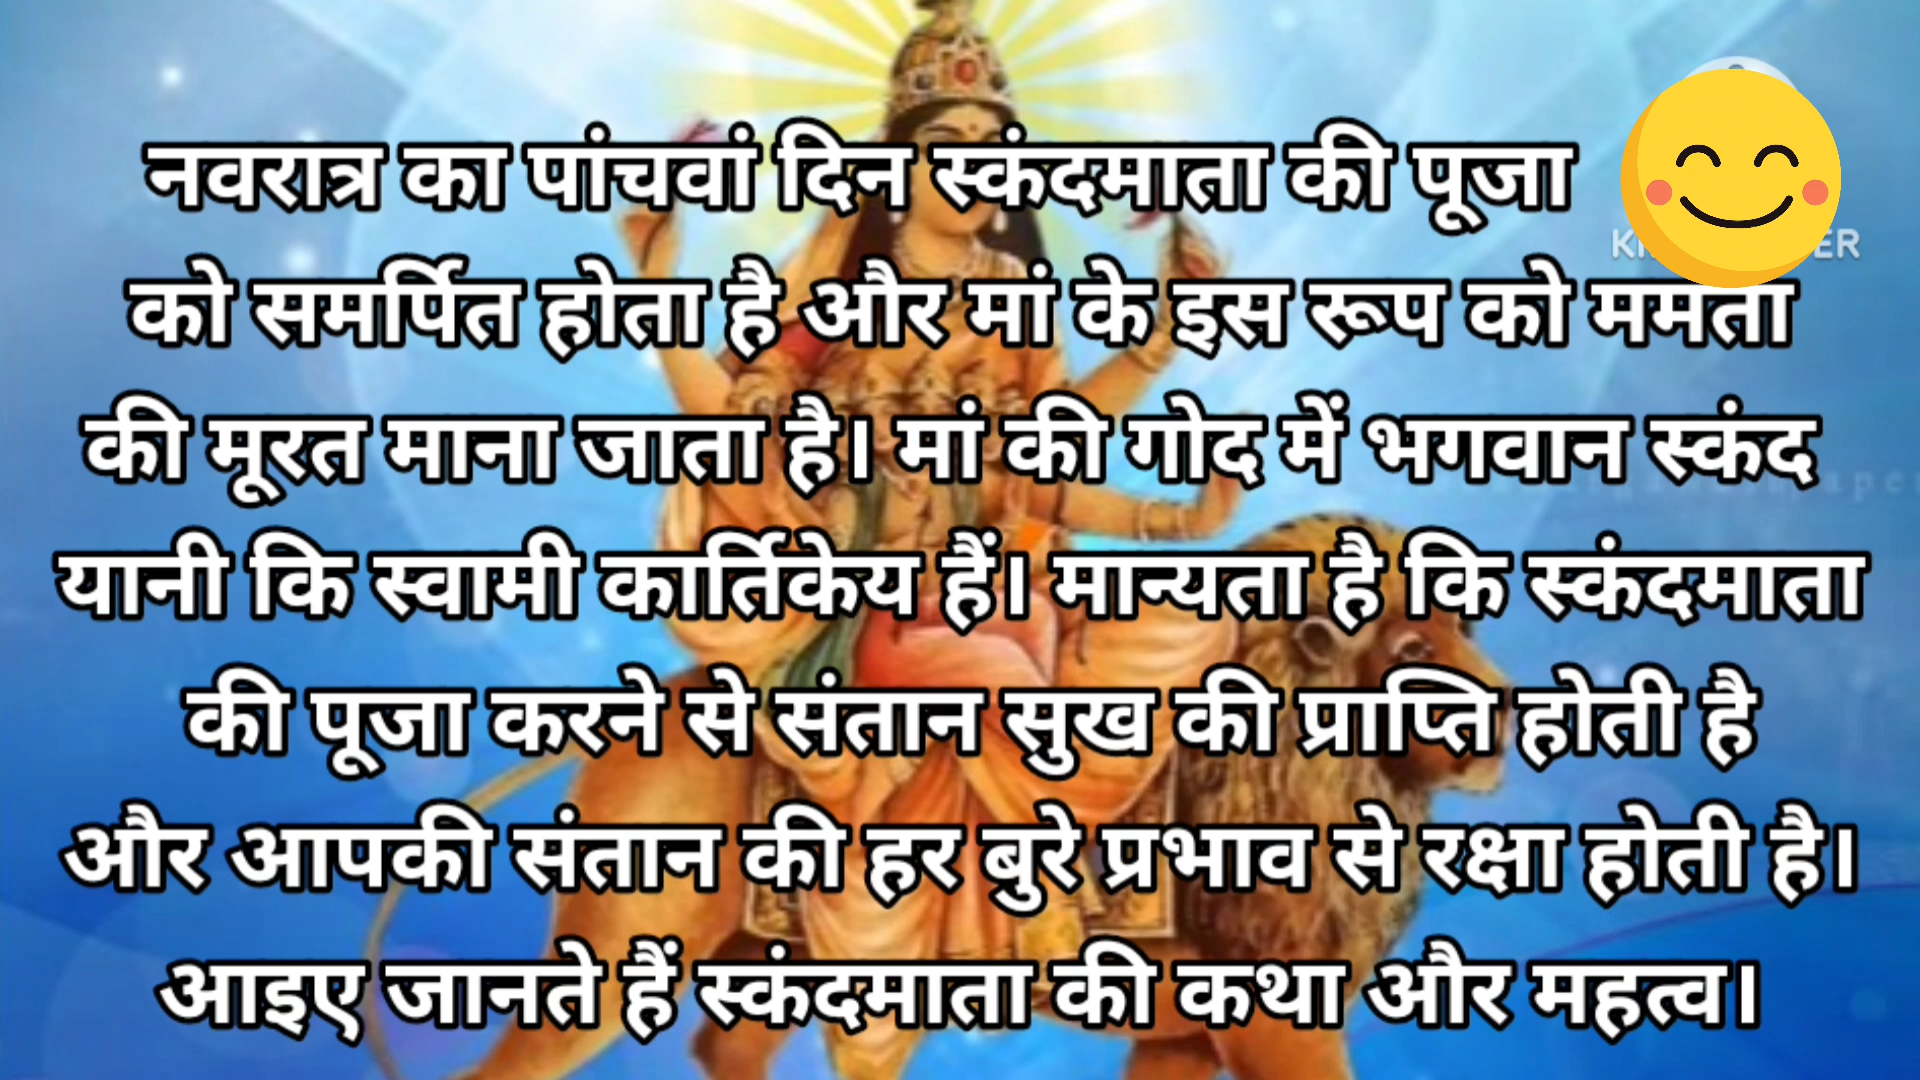 नवरात्र का पांचवां दिन स्कंदमाता की पूजा
को समर्पित होता है और मां के इस रूप को ममता
की मूरत माना जाता है। मां की गोद में भगवान स्कंद
यानी कि स्वामी कार्तिकेय हैं। मान्यता है कि स्कंदमाता
की पूजा करने से संतान सुख की प्राप्ति होती है
और आपकी संतान की हर बुरे प्रभाव से रक्षा होती है।
आइए जानते हैं स्कंदमाता की कथा और महत्व।